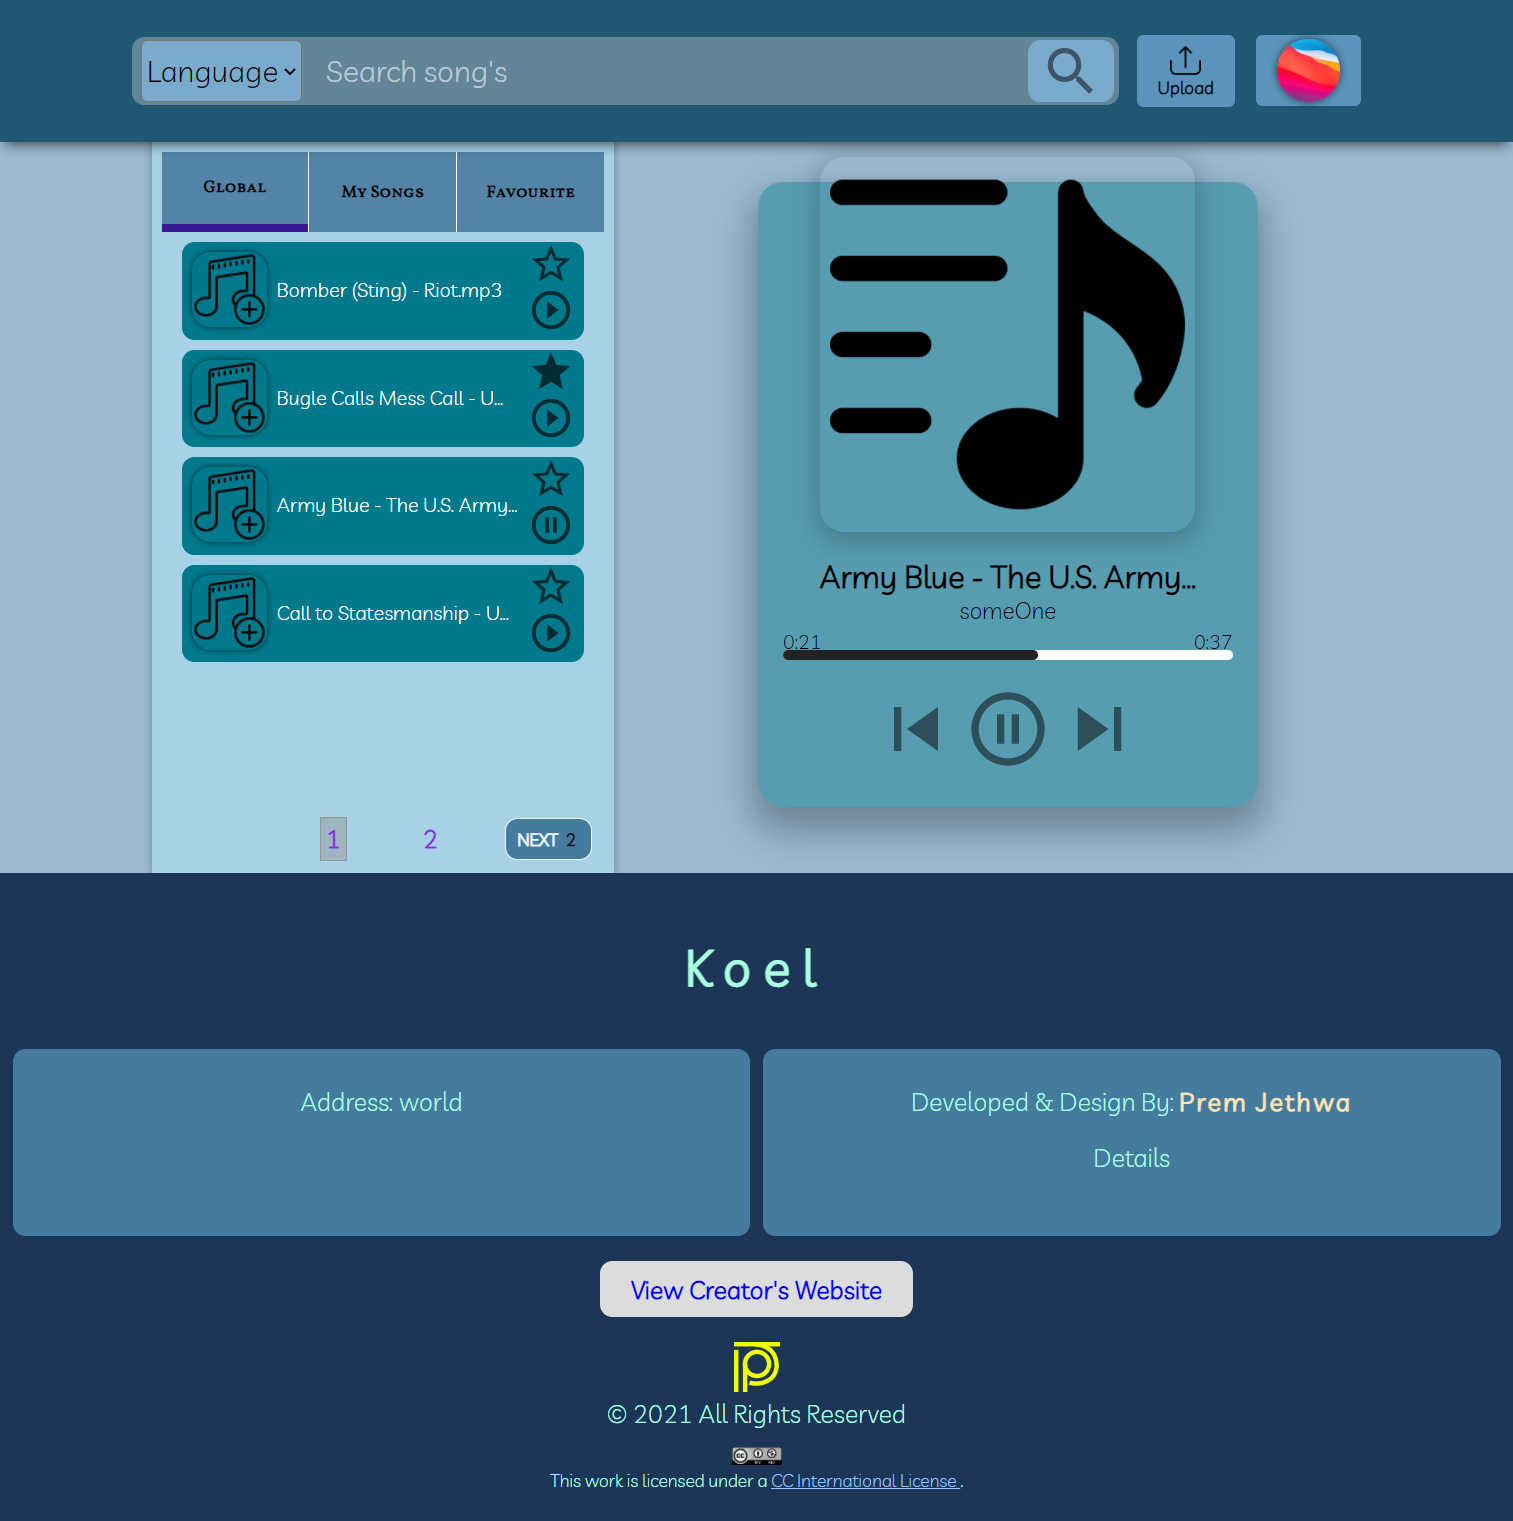 Language
Search song's
Upload
Global
My Songs
Favourite
Bomber (Sting) - Riot.mp3
Bugle Calls Mess Call - U...
Army Blue - The U.S. Army...
Call to Statesmanship - U...
1
2
NEXT 2
Army Blue - The U.S. Army...
someOne
0:21
0:37
Koel
Address: world
Developed & Design By: Prem Jethwa
Details
View Creator's Website
© 2021 All Rights Reserved
This work is licensed under a CC International License .